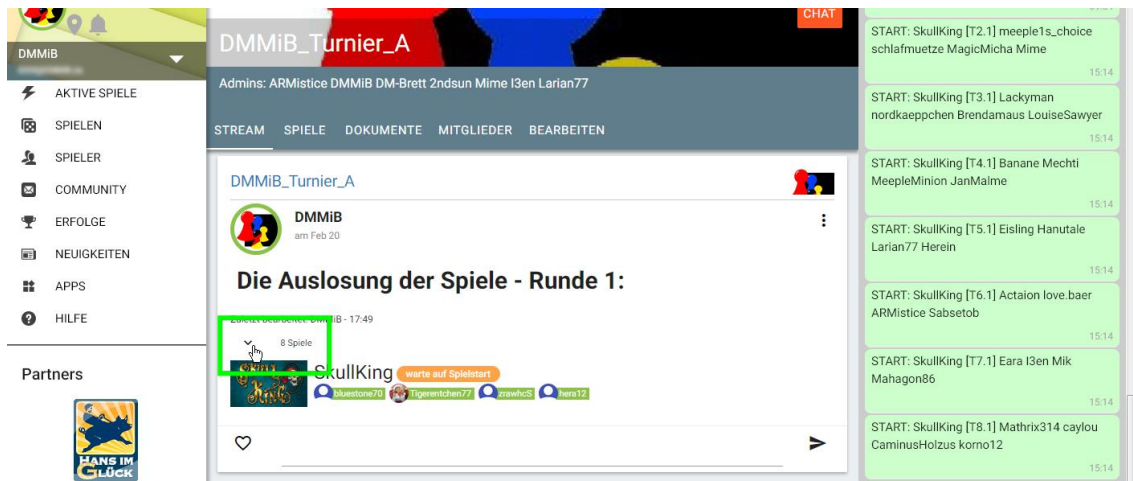 DMMiB
AKTIVE SPIELE
SPIELEN
SPIELER
COMMUNITY
ERFOLGE
NEUIGKEITEN
APPS
HILFE
Partners
HANS IM
GLÜCK
CHAT
DMMiB_Turnier_A
Admins: ARMistice DMMiB DM-Brett 2ndsun Mime I3en Larian77
STREAM SPIELE DOKUMENTE MITGLIEDER BEARBEITEN
DMMiB_Turnier_A
DMMiB
am Feb 20
Die Auslosung der Spiele - Runde 1:
Zuletzt bearbeitet DMMiB - 17:49
8 Spiele
SkullKing warte auf Spielstart
bluestone70 Tigerentchen77 zrawhcS hera12
START: SkullKing [T2.1] meeple1s_choice
schlafmuetze MagicMicha Mime
15:14
START: SkullKing [T3.1] Lackyman
nordkaeppchen Brendamaus LouiseSawyer
15:14
START: SkullKing [T4.1] Banane Mechti
MeepleMinion JanMalme
15:14
START: SkullKing [T5.1] Eisling Hanutale
Larian77 Herein
15:14
START: SkullKing [T6.1] Actaion love.baer
ARMistice Sabsetob
15:14
START: SkullKing [T7.1] Eara I3en Mik
Mahagon86
15:14
START: SkullKing [T8.1] Mathrix314 caylou
CaminusHolzus korno12
15:14